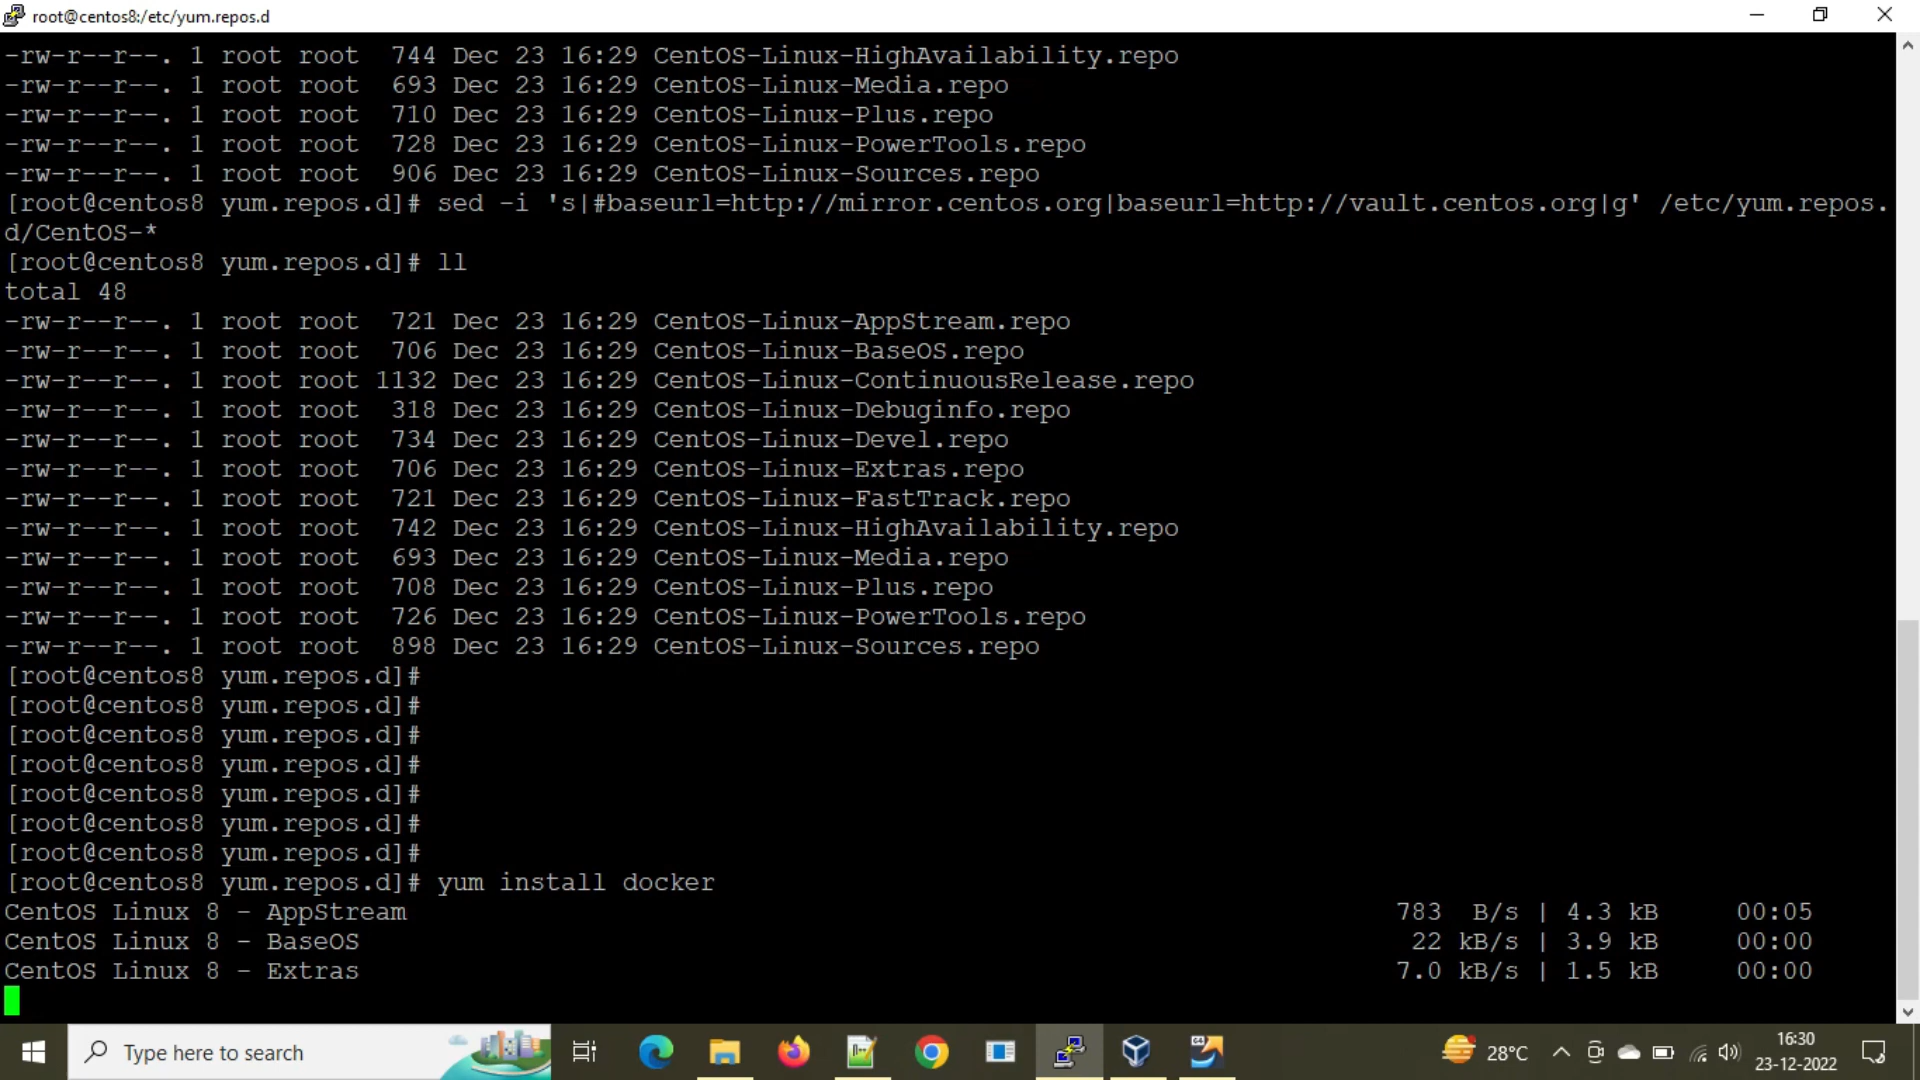 root@centos8:/etc/yum.repos.d
-rw-r--r--. 1 root root  744 Dec 23 16:29 CentOS-Linux-HighAvailability.repo
-rw-r--r--. 1 root root  693 Dec 23 16:29 CentOS-Linux-Media.repo
-rw-r--r--. 1 root root  710 Dec 23 16:29 CentOS-Linux-Plus.repo
-rw-r--r--. 1 root root  728 Dec 23 16:29 CentOS-Linux-PowerTools.repo
-rw-r--r--. 1 root root  906 Dec 23 16:29 CentOS-Linux-Sources.repo
[root@centos8 yum.repos.d]# sed -i 's|#baseurl=http://mirror.centos.org|baseurl=http://vault.centos.org|g' /etc/yum.repos.
d/CentOS-*
[root@centos8 yum.repos.d]# ll
total 48
-rw-r--r--. 1 root root  721 Dec 23 16:29 CentOS-Linux-AppStream.repo
-rw-r--r--. 1 root root  706 Dec 23 16:29 CentOS-Linux-BaseOS.repo
-rw-r--r--. 1 root root 1132 Dec 23 16:29 CentOS-Linux-ContinuousRelease.repo
-rw-r--r--. 1 root root  318 Dec 23 16:29 CentOS-Linux-Debuginfo.repo
-rw-r--r--. 1 root root  734 Dec 23 16:29 CentOS-Linux-Devel.repo
-rw-r--r--. 1 root root  706 Dec 23 16:29 CentOS-Linux-Extras.repo
-rw-r--r--. 1 root root  721 Dec 23 16:29 CentOS-Linux-FastTrack.repo
-rw-r--r--. 1 root root  742 Dec 23 16:29 CentOS-Linux-HighAvailability.repo
-rw-r--r--. 1 root root  693 Dec 23 16:29 CentOS-Linux-Media.repo
-rw-r--r--. 1 root root  708 Dec 23 16:29 CentOS-Linux-Plus.repo
-rw-r--r--. 1 root root  726 Dec 23 16:29 CentOS-Linux-PowerTools.repo
-rw-r--r--. 1 root root  898 Dec 23 16:29 CentOS-Linux-Sources.repo
[root@centos8 yum.repos.d]#
[root@centos8 yum.repos.d]#
[root@centos8 yum.repos.d]#
[root@centos8 yum.repos.d]#
[root@centos8 yum.repos.d]#
[root@centos8 yum.repos.d]#
[root@centos8 yum.repos.d]#
[root@centos8 yum.repos.d]# yum install docker
CentOS Linux 8 - AppStream 783  B/s | 4.3 kB     00:05
CentOS Linux 8 - BaseOS 22 kB/s | 3.9 kB     00:00
CentOS Linux 8 - Extras 7.0 kB/s | 1.5 kB     00:00
Type here to search
28°C
16:30
23-12-2022